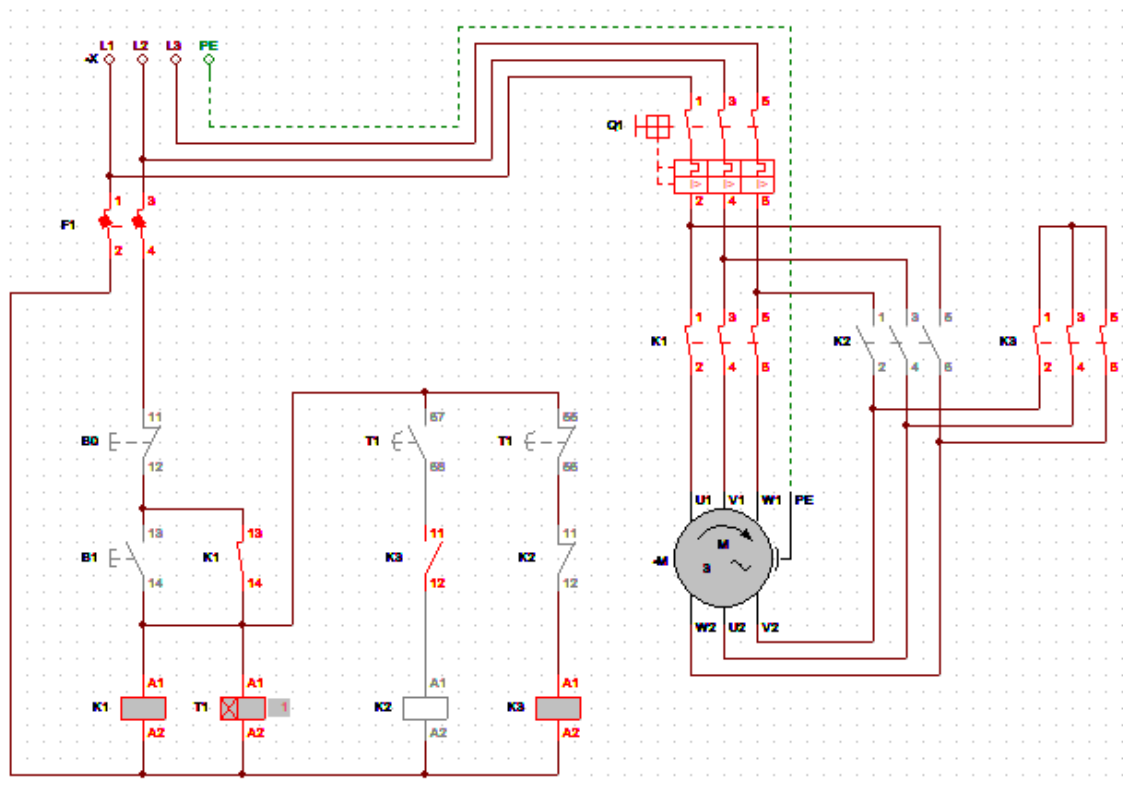 L1 L2 L3 PE
-X
1 3 5
Q1
2 4 6
1 3
F1
2 4
1 3 5 1 3 5 1 3 5
K1 K2 K3
2 4 6 2 4 6 2 4 6
11 67 55
B0 T1 T1
12 68 56
U1 V1 W1 PE
13 13 11 11
B1 K1 K3 K2
14 14 12 12
-M M
3
W2 U2 V2
A1 A1 A1 A1
K1 T1 1 K2 K3
A2 A2 A2 A2